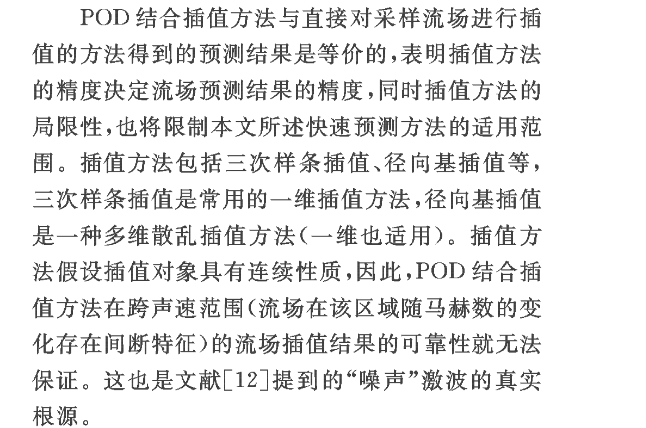 POD 结合插值方法与直接对采样流场进行插
值的方法得到的预测结果是等价的,表明插值方法
的精度决定流场预测结果的精度,同时插值方法的
局限性,也将限制本文所述快速预测方法的适用范
围。插值方法包括三次样条插值、径向基插值等,
三次样条插值是常用的一维插值方法,径向基插值
是一种多维散乱插值方法(一维也适用)。插值方
法假设插值对象具有连续性质,因此,POD 结合插
值方法在跨声速范围(流场在该区域随马赫数的变
化存在间断特征)的流场插值结果的可靠性就无法
保证。这也是文献[12]提到的“噪声”激波的真实
根源。